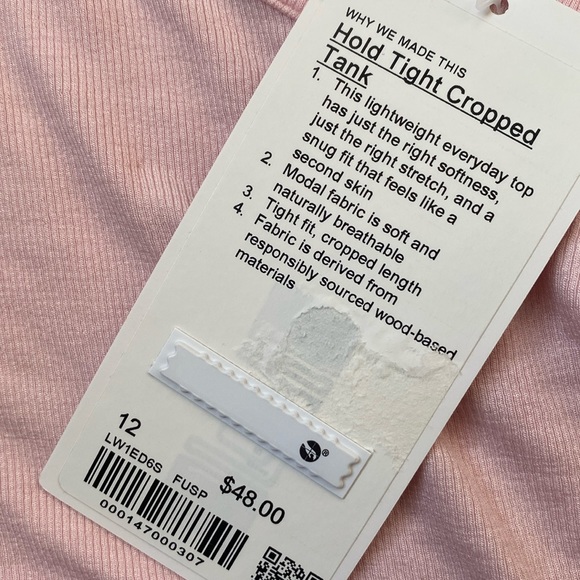 WHY WE MADE THIS
Hold Tight Cropped
Tank
1. This lightweight everyday top
has just the right softness,
just the right stretch, and a
snug fit that feels like a
second skin
2. Modal fabric is soft and
naturally breathable
3. Tight fit, cropped length
4. Fabric is derived from
responsibly sourced wood-based
materials
12
LW1ED6S FUSP
$48.00
000147000307
®